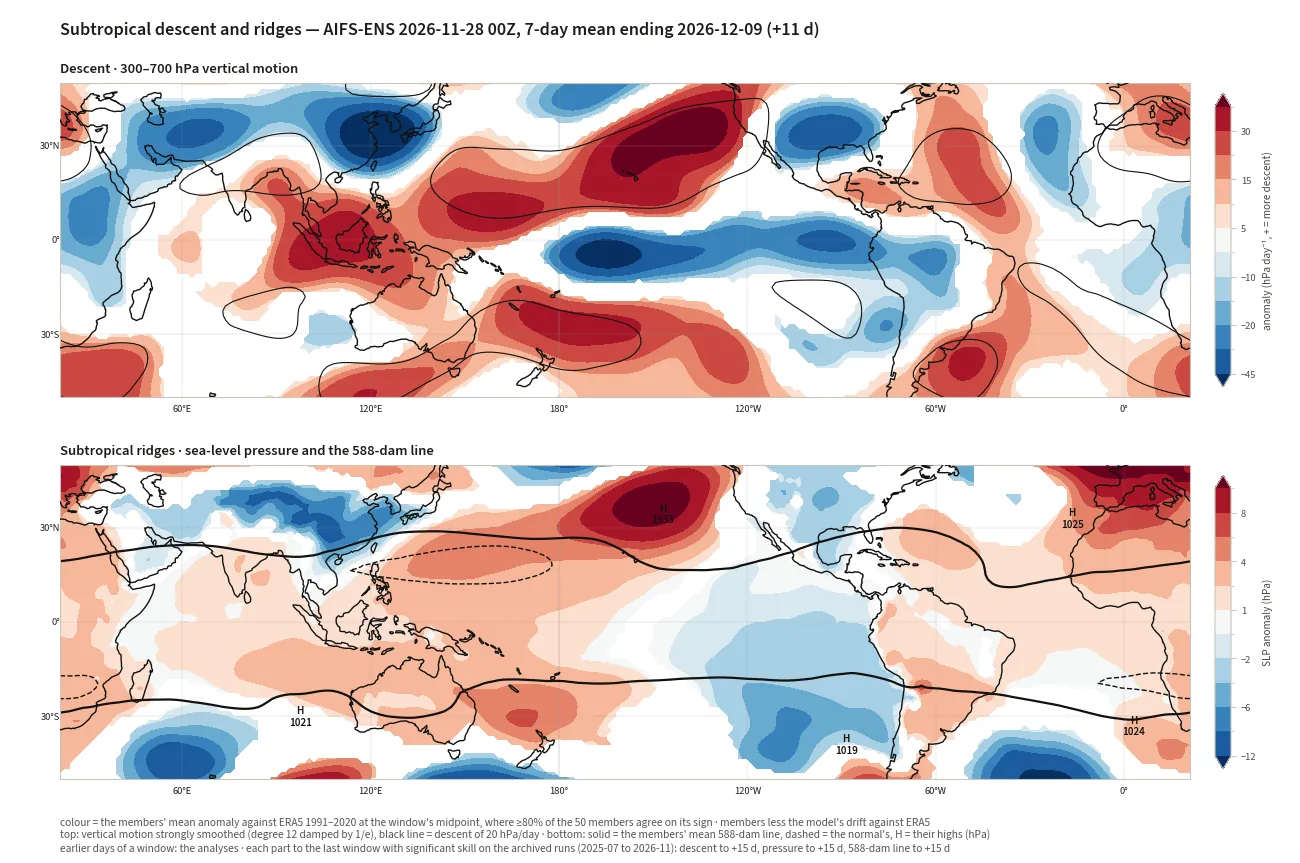 Subtropical descent and ridges — AIFS-ENS 2026-11-28 00Z, 7-day mean ending 2026-12-09 (+11 d)
Descent · 300–700 hPa vertical motion
30°N
0°
30°S
60°E
120°E
180°
120°W
60°W
0°
30
15
5
−10
−20
−45
anomaly (hPa day⁻¹, + = more descent)
Subtropical ridges · sea-level pressure and the 588-dam line
30°N
0°
30°S
H
H
1025
H
1021
H
1019
H
1024
60°E
120°E
180°
120°W
60°W
0°
8
4
1
−2
−6
−12
SLP anomaly (hPa)
colour = the members' mean anomaly against ERA5 1991–2020 at the window's midpoint, where ≥80% of the 50 members agree on its sign · members less the model's drift against ERA5
top: vertical motion strongly smoothed (degree 12 damped by 1/e), black line = descent of 20 hPa/day · bottom: solid = the members' mean 588-dam line, dashed = the normal's, H = their highs (hPa)
earlier days of a window: the analyses · each part to the last window with significant skill on the archived runs (2025-07 to 2026-11): descent to +15 d, pressure to +15 d, 588-dam line to +15 d